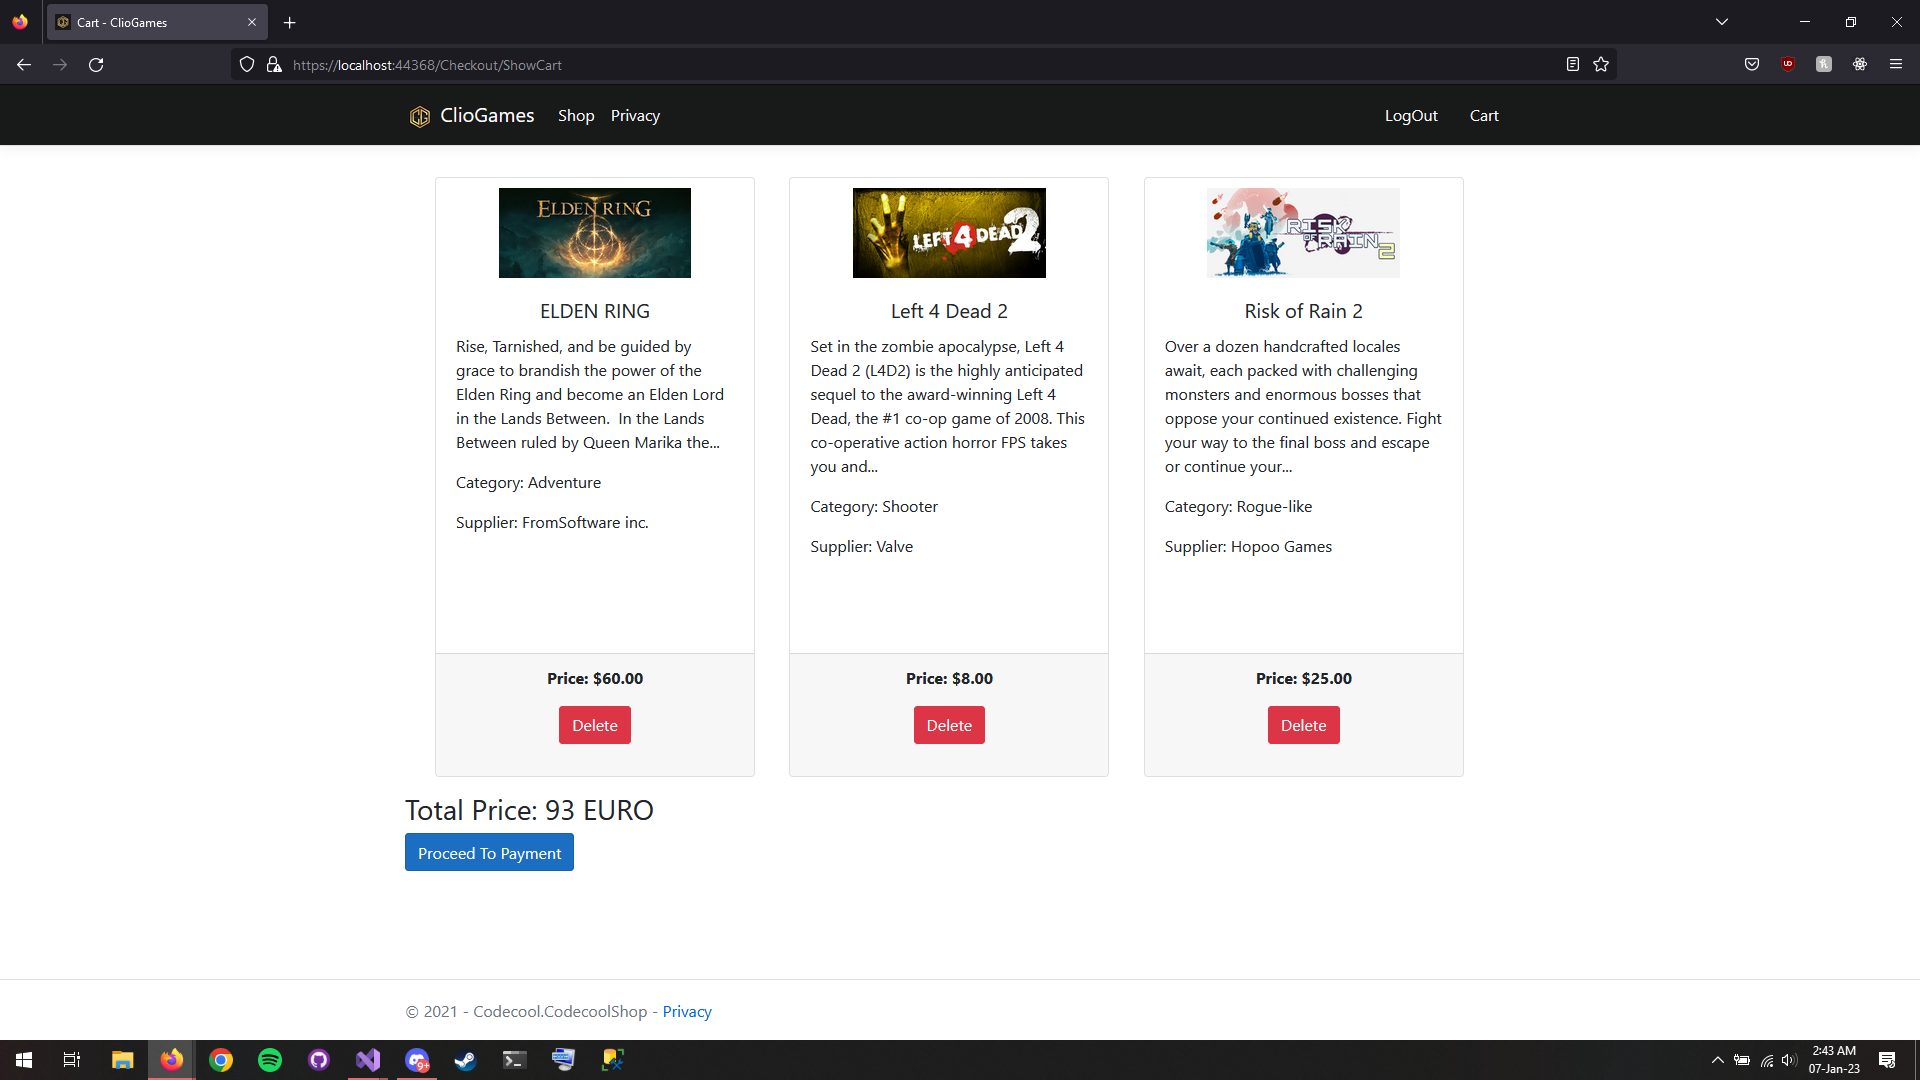 Cart - ClioGames
https://localhost:44368/Checkout/ShowCart
ClioGames
Shop
Privacy
LogOut
Cart
ELDEN RING
ELDEN RING
Rise, Tarnished, and be guided by
grace to brandish the power of the
Elden Ring and become an Elden Lord
in the Lands Between.  In the Lands
Between ruled by Queen Marika the...
Category: Adventure
Supplier: FromSoftware inc.
Price: $60.00
Delete
LEFT 4 DEAD 2
Left 4 Dead 2
Set in the zombie apocalypse, Left 4
Dead 2 (L4D2) is the highly anticipated
sequel to the award-winning Left 4
Dead, the #1 co-op game of 2008. This
co-operative action horror FPS takes
you and...
Category: Shooter
Supplier: Valve
Price: $8.00
Delete
RISK
OF RAIN
2
Risk of Rain 2
Over a dozen handcrafted locales
await, each packed with challenging
monsters and enormous bosses that
oppose your continued existence. Fight
your way to the final boss and escape
or continue your...
Category: Rogue-like
Supplier: Hopoo Games
Price: $25.00
Delete
Total Price: 93 EURO
Proceed To Payment
© 2021 - Codecool.CodecoolShop - Privacy
9+
2:43 AM
07-Jan-23